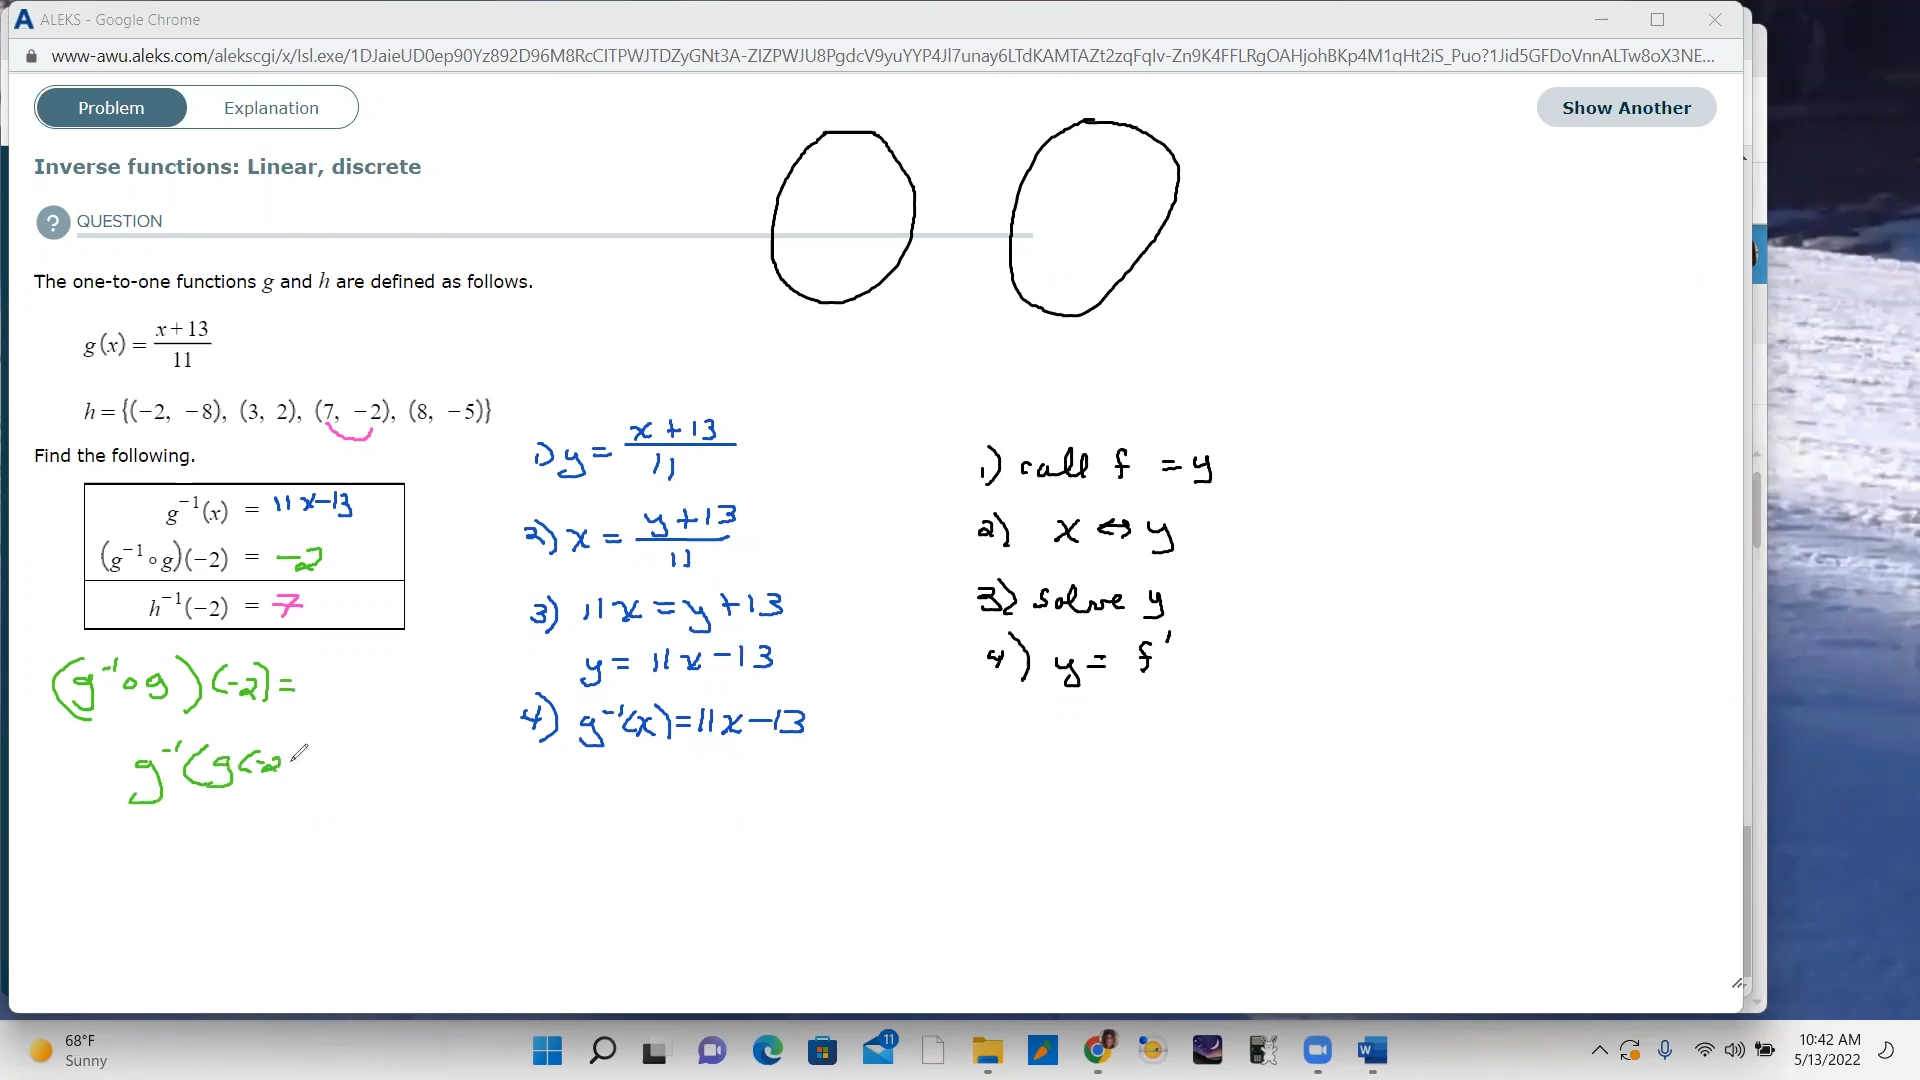 ALEKS - Google Chrome
www-awu.aleks.com/alekscgi/x/Isl.exe/1DJaieUD0ep90Yz892D96M8RcClTPWJTDZyGNt3A-ZIZPWJU8PgdcV9yuYYP4Jl7unay6LTdKAMTAZt2zqFqIv-Zn9K4FFLRgOAHjohBKp4M1qHt2iS_Puo?1Jid5GFDoVnnALTw8oX3NE...
Problem
Explanation
Show Another
Inverse functions: Linear, discrete
? QUESTION
The one-to-one functions g and h are defined as follows.
g(x) = (x+13)/11
h = {(−2, −8), (3, 2), (7, −2), (8, −5)}
Find the following.
g⁻¹(x) = 11x−13
(g⁻¹∘g)(−2) = −2
h⁻¹(−2) = 7
(g⁻¹∘g)(−2) =
g⁻¹(g(−2
1) y = (x+13)/11
2) x = (y+13)/11
3) 11x = y+13
y = 11x−13
4) g⁻¹(x) = 11x−13
1) call f = y
2) x ↔ y
3) solve y
4) y = f'
68°F
Sunny
11
10:42 AM
5/13/2022